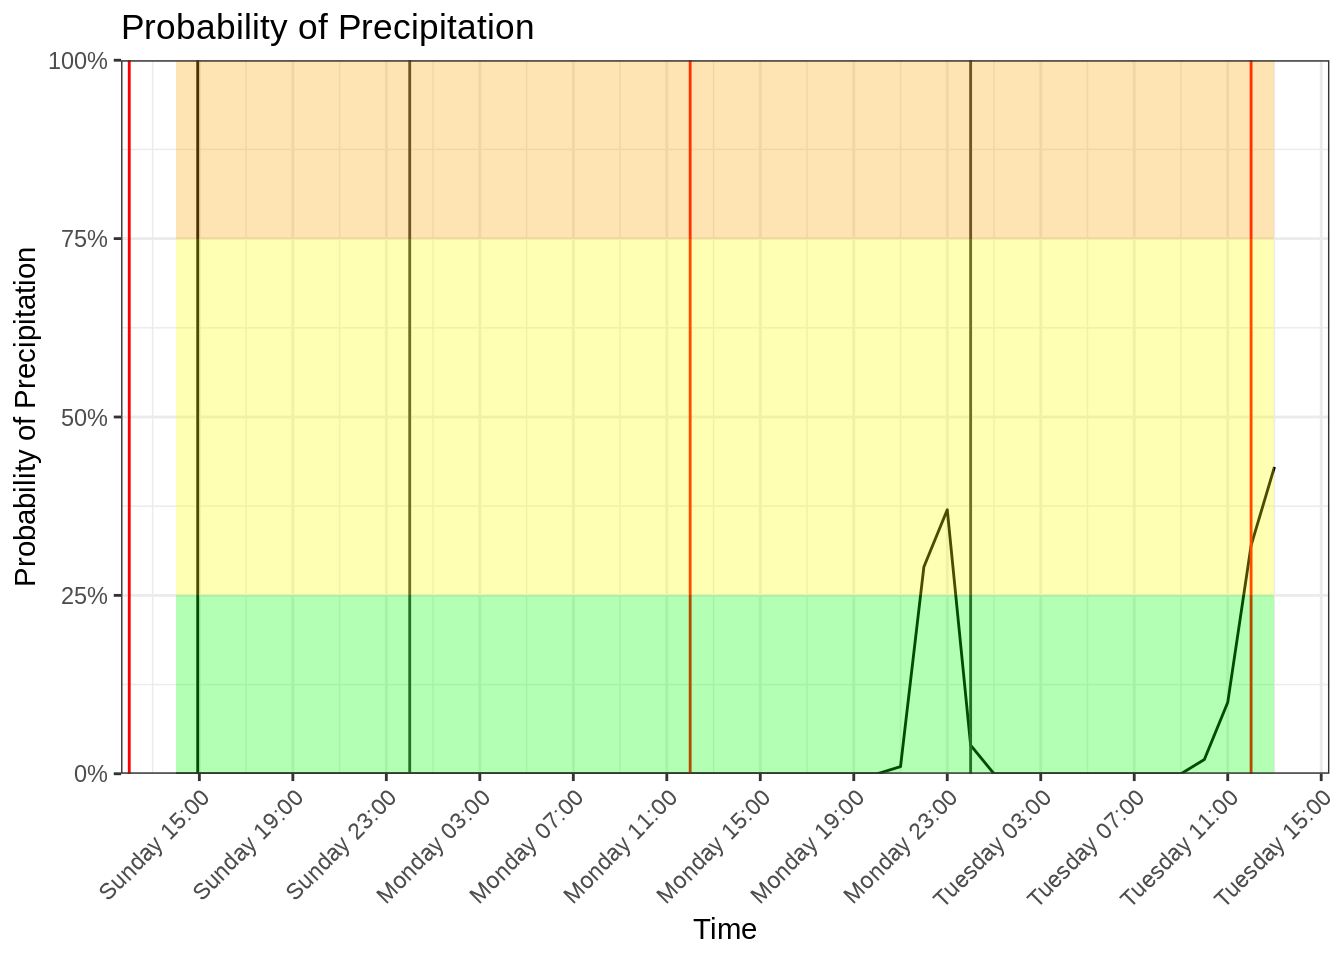 Probability of Precipitation
Probability of Precipitation
100%
75%
50%
25%
0%
Sunday 15:00
Sunday 19:00
Sunday 23:00
Monday 03:00
Monday 07:00
Monday 11:00
Monday 15:00
Monday 19:00
Monday 23:00
Tuesday 03:00
Tuesday 07:00
Tuesday 11:00
Tuesday 15:00
Time